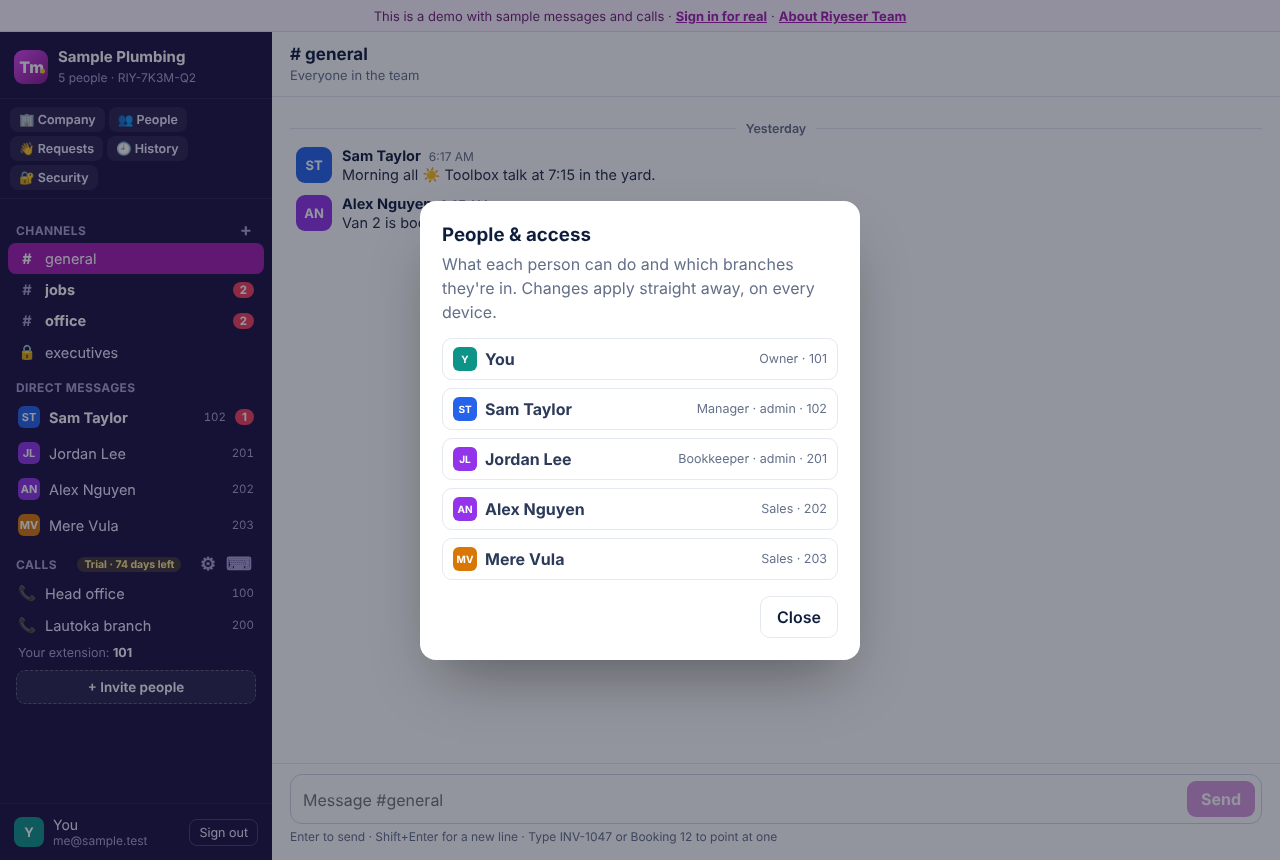 This is a demo with sample messages and calls · Sign in for real · About Riyeser Team
Tm
Sample Plumbing
5 people · RIY-7K3M-Q2
🏢 Company
👥 People
👋 Requests
🕘 History
🔐 Security
CHANNELS +
# general
# jobs 2
# office 2
🔒 executives
DIRECT MESSAGES
ST Sam Taylor 102 1
JL Jordan Lee 201
AN Alex Nguyen 202
MV Mere Vula 203
CALLS Trial · 74 days left ⚙ ⌨
📞 Head office 100
📞 Lautoka branch 200
Your extension: 101
+ Invite people
Y You
me@sample.test
Sign out
# general
Everyone in the team
Yesterday
ST Sam Taylor 6:17 AM
Morning all ☀️ Toolbox talk at 7:15 in the yard.
AN Alex Nguyen
Van 2 is
People & access
What each person can do and which branches
they're in. Changes apply straight away, on every
device.
Y You Owner · 101
ST Sam Taylor Manager · admin · 102
JL Jordan Lee Bookkeeper · admin · 201
AN Alex Nguyen Sales · 202
MV Mere Vula Sales · 203
Close
Message #general
Send
Enter to send · Shift+Enter for a new line · Type INV-1047 or Booking 12 to point at one